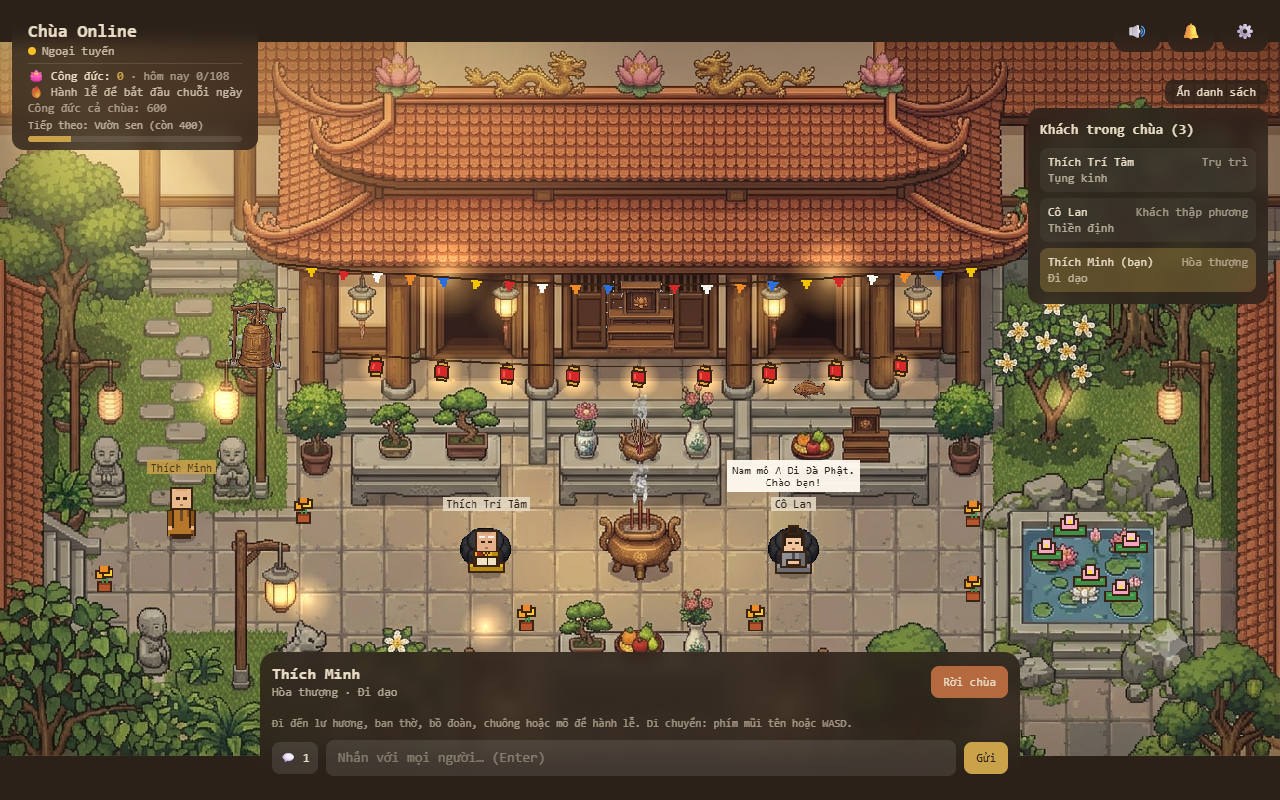 Chùa Online
Ngoại tuyến
Công đức: 0 · hôm nay 0/108
Hành lễ để bắt đầu chuỗi ngày
Công đức cả chùa: 600
Tiếp theo: Vườn sen (còn 400)
Ẩn danh sách
Khách trong chùa (3)
Thích Trí Tâm Trụ trì
Tụng kinh
Cô Lan Khách thập phương
Thiền định
Thích Minh (bạn) Hòa thượng
Đi dạo
Thích Minh
Nam mô A Di Đà Phật.
Chào bạn!
Thích Trí Tâm
Cô Lan
Thích Minh
Hòa thượng · Đi dạo
Rời chùa
Đi đến lư hương, ban thờ, bồ đoàn, chuông hoặc mõ để hành lễ. Di chuyển: phím mũi tên hoặc WASD.
1
Nhắn với mọi người… (Enter)
Gửi